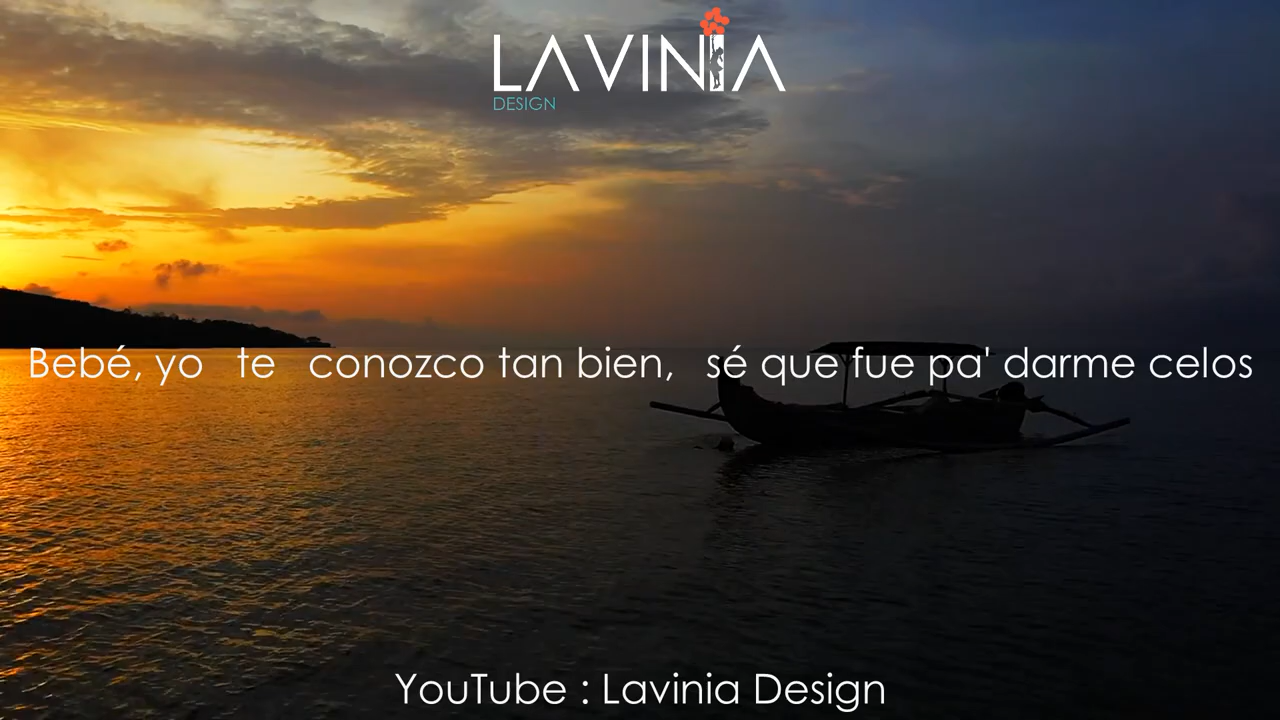 LAVINIA
DESIGN
Bebé, yo te conozco tan bien, sé que fue pa' darme celos
YouTube : Lavinia Design